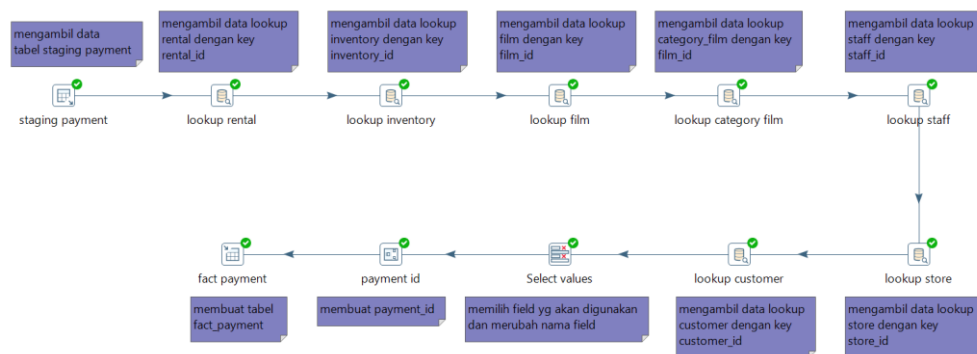 mengambil data
tabel staging payment
mengambil data lookup
rental dengan key
rental_id
mengambil data lookup
inventory dengan key
inventory_id
mengambil data lookup
film dengan key
film_id
mengambil data lookup
category_film dengan key
film_id
mengambil data lookup
staff dengan key
staff_id
staging payment
lookup rental
lookup inventory
lookup film
lookup category film
lookup staff
fact payment
payment id
Select values
lookup customer
lookup store
membuat tabel
fact_payment
membuat payment_id
memilih field yg akan digunakan
dan merubah nama field
mengambil data lookup
customer dengan key
customer_id
mengambil data lookup
store dengan key
store_id